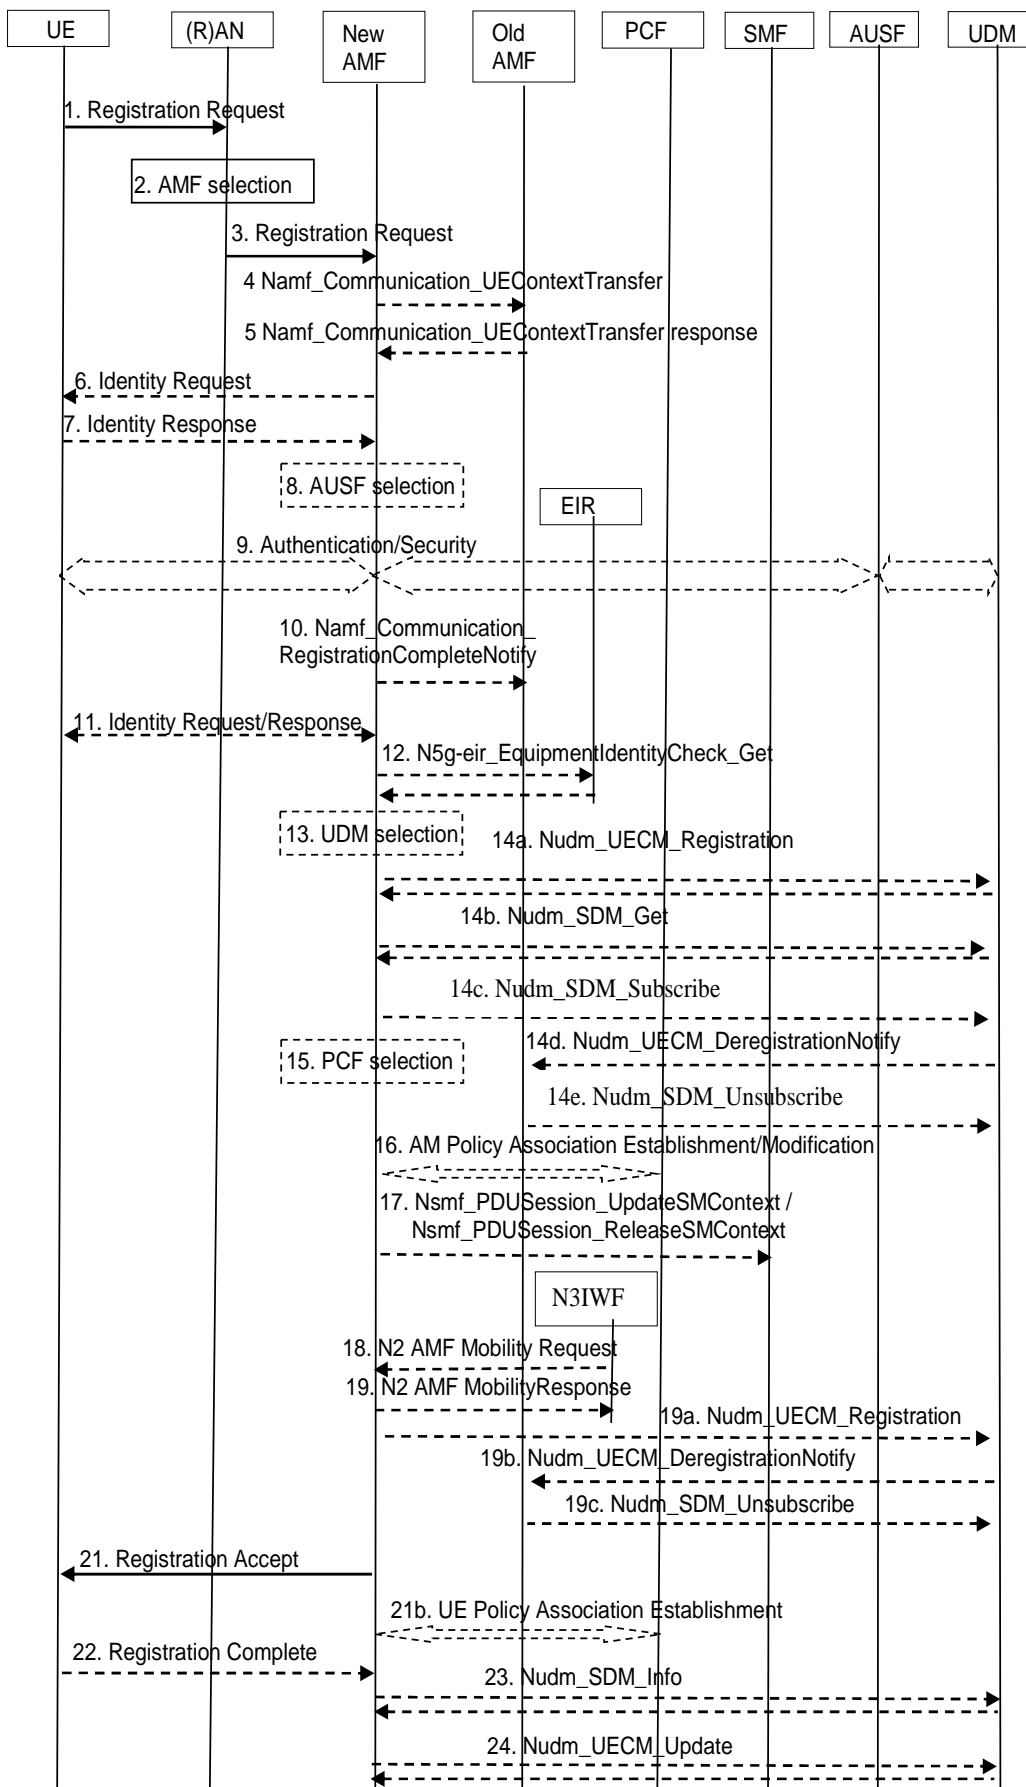 UE
(R)AN
New
AMF
Old
AMF
PCF
SMF
AUSF
UDM
1. Registration Request
2. AMF selection
3. Registration Request
4 Namf_Communication_UEContextTransfer
5 Namf_Communication_UEContextTransfer response
6. Identity Request
7. Identity Response
8. AUSF selection
EIR
9. Authentication/Security
10. Namf_Communication_
RegistrationCompleteNotify
11. Identity Request/Response
12. N5g-eir_EquipmentIdentityCheck_Get
13. UDM selection
14a. Nudm_UECM_Registration
14b. Nudm_SDM_Get
14c. Nudm_SDM_Subscribe
14d. Nudm_UECM_DeregistrationNotify
15. PCF selection
14e. Nudm_SDM_Unsubscribe
16. AM Policy Association Establishment/Modification
17. Nsmf_PDUSession_UpdateSMContext /
Nsmf_PDUSession_ReleaseSMContext
N3IWF
18. N2 AMF Mobility Request
19. N2 AMF MobilityResponse
19a. Nudm_UECM_Registration
19b. Nudm_UECM_DeregistrationNotify
19c. Nudm_SDM_Unsubscribe
21. Registration Accept
21b. UE Policy Association Establishment
22. Registration Complete
23. Nudm_SDM_Info
24. Nudm_UECM_Update